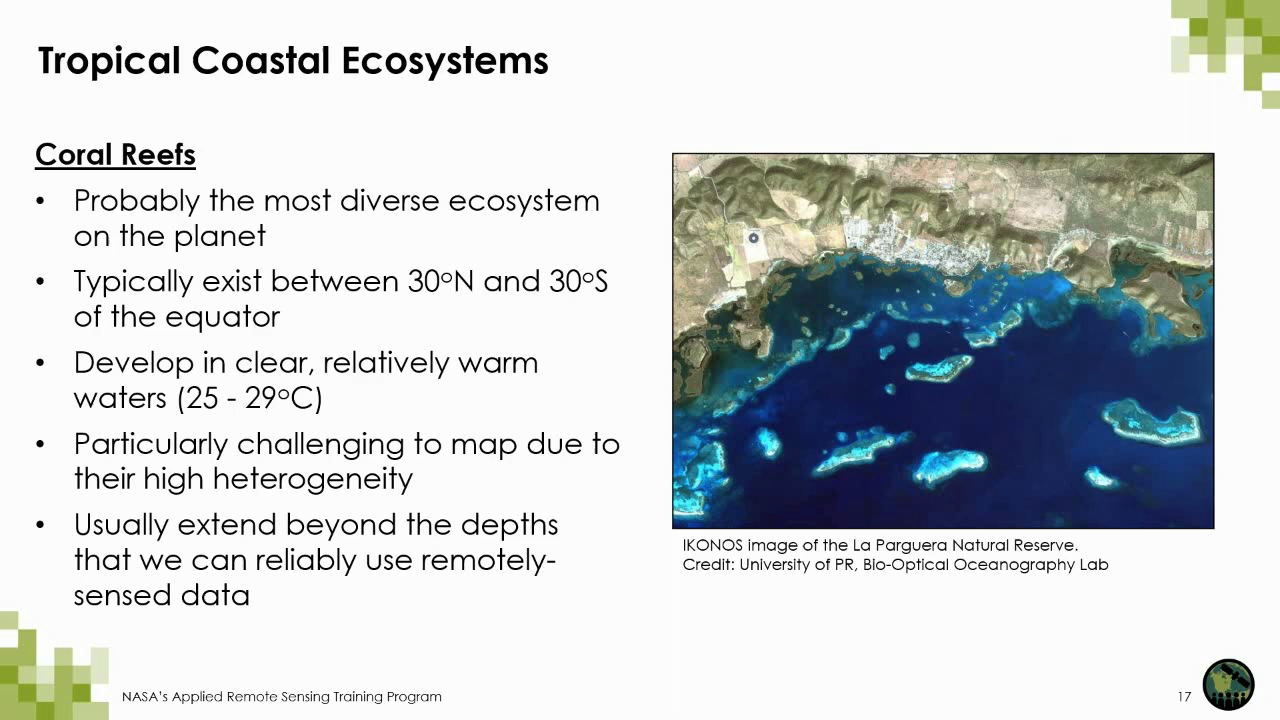 Tropical Coastal Ecosystems
Coral Reefs
• Probably the most diverse ecosystem
on the planet
• Typically exist between 30ºN and 30ºS
of the equator
• Develop in clear, relatively warm
waters (25 - 29ºC)
• Particularly challenging to map due to
their high heterogeneity
• Usually extend beyond the depths
that we can reliably use remotely-
sensed data
IKONOS image of the La Parguera Natural Reserve.
Credit: University of PR, Bio-Optical Oceanography Lab
NASA's Applied Remote Sensing Training Program
17